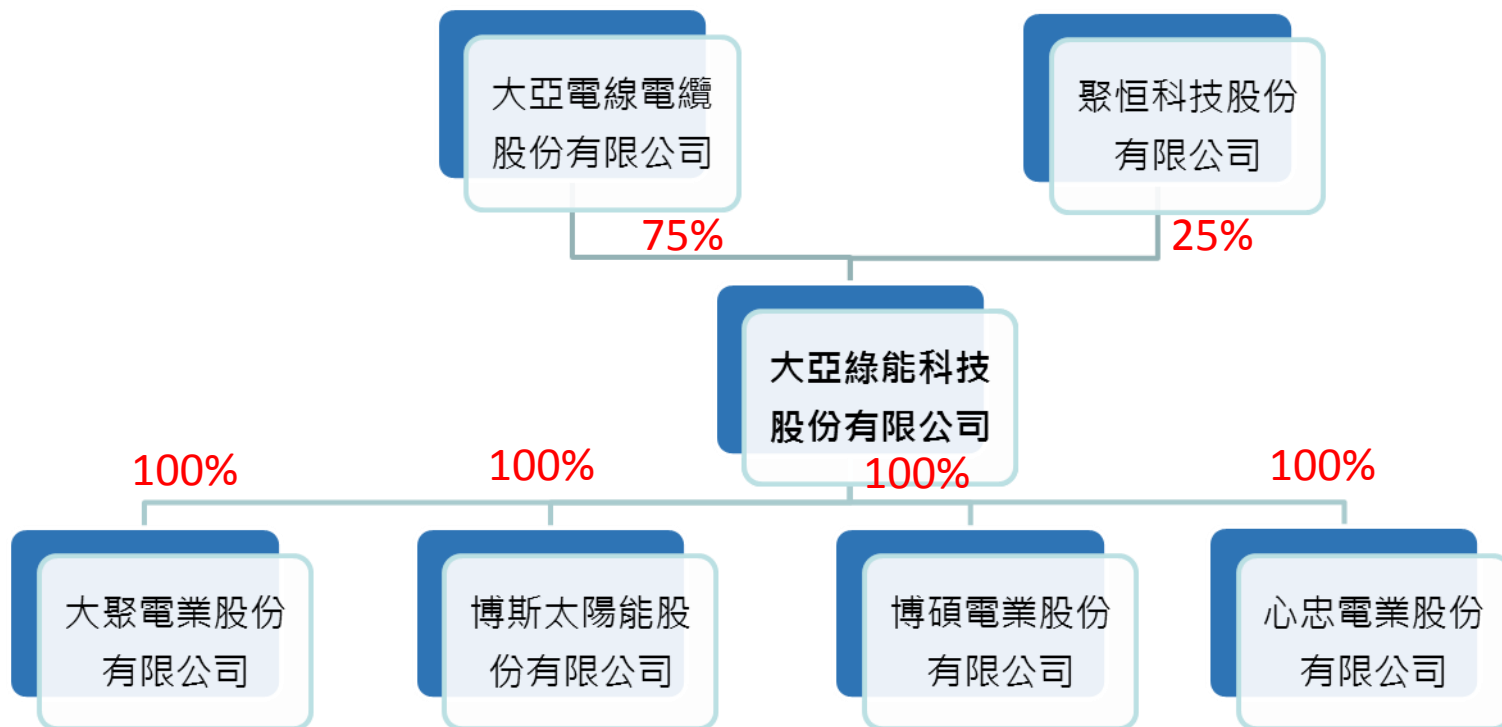 大亞電線電纜
股份有限公司
聚恒科技股份
有限公司
75%
25%
大亞綠能科技
股份有限公司
100%
100%
100%
100%
大聚電業股份
有限公司
博斯太陽能股
份有限公司
博碩電業股份
有限公司
心忠電業股份
有限公司